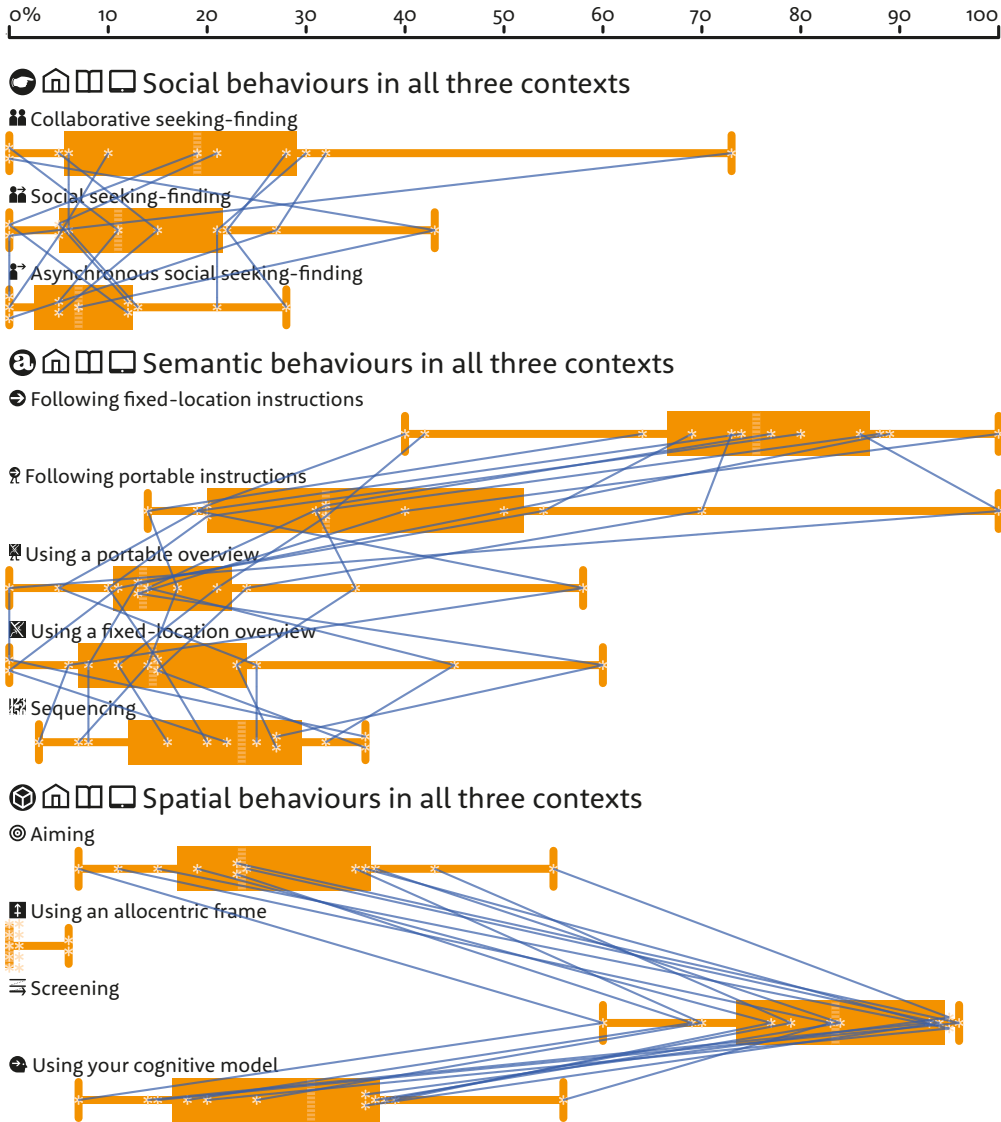 0% 10 20 30 40 50 60 70 80 90 100
Social behaviours in all three contexts
Collaborative seeking-finding
Social seeking-finding
Asynchronous social seeking-finding
a Semantic behaviours in all three contexts
Following fixed-location instructions
Following portable instructions
Using a portable overview
Using a fixed-location overview
Sequencing
Spatial behaviours in all three contexts
Aiming
Using an allocentric frame
Screening
Using your cognitive model